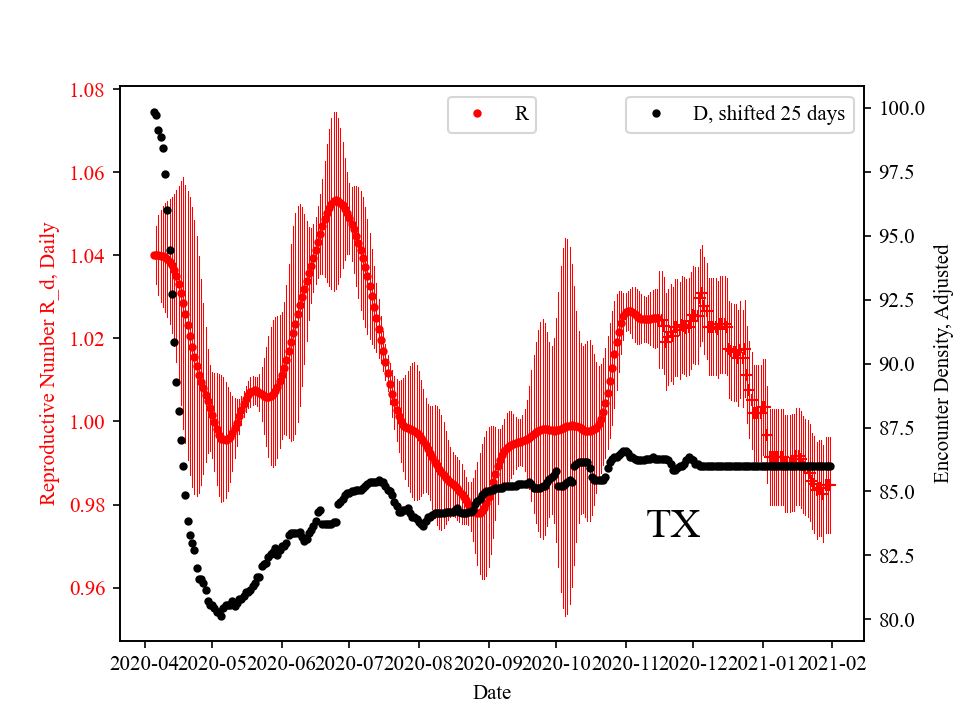 1.08
1.06
1.04
1.02
1.00
0.98
0.96
Reproductive Number R_d, Daily
R
D, shifted 25 days
TX
100.0
97.5
95.0
92.5
90.0
87.5
85.0
82.5
80.0
Encounter Density, Adjusted
2020-04 2020-05 2020-06 2020-07 2020-08 2020-09 2020-10 2020-11 2020-12 2021-01 2021-02
Date